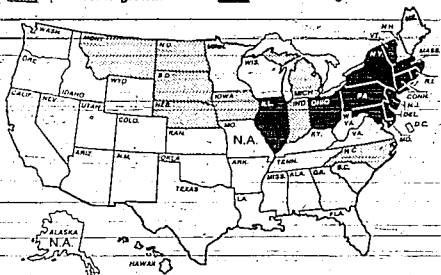 WASH.
MONT.
N.D.
MINN.
VT.
N.H.
ME.
ORE.
IDAHO
WYO.
S.D.
WIS.
MICH.
MASS.
R.I.
CONN.
N.J.
DEL.
D.C.
MD.
CALIF.
NEV.
UTAH
COLO.
NEB.
IOWA
ILL.
IND.
OHIO
PA.
W.
VA.
VA.
KAN.
MO.
N.A.
KY.
N.C.
TENN.
S.C.
ARIZ.
N.M.
OKLA.
ARK.
MISS.
ALA.
GA.
TEXAS
LA.
FLA.
ALASKA
N.A.
HAWAII